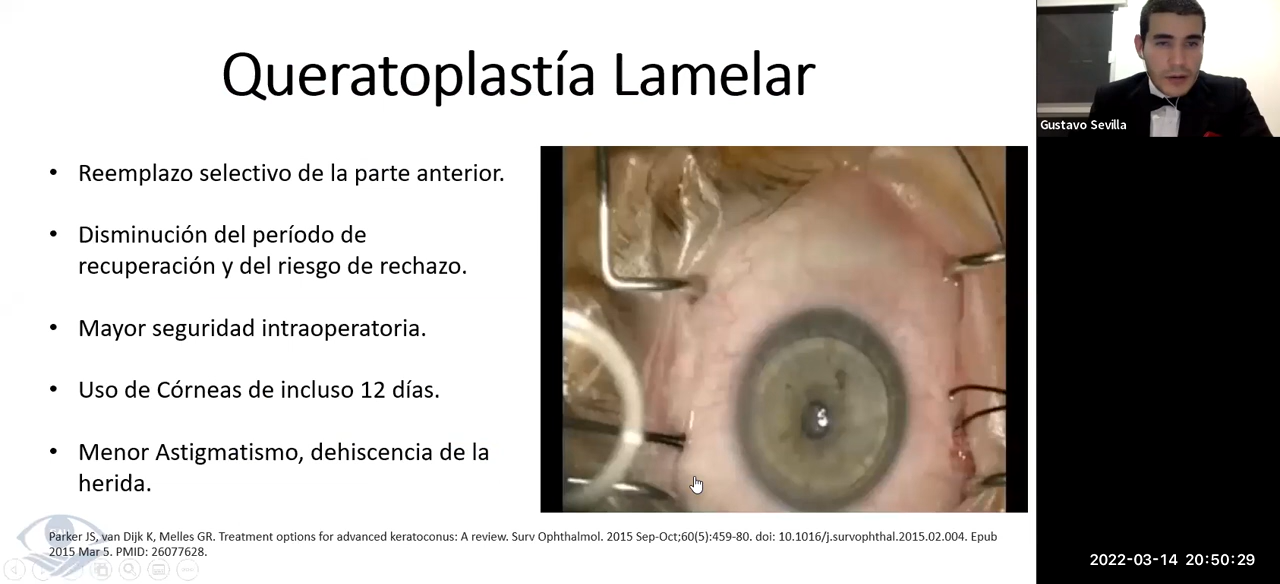 Queratoplastía Lamelar
• Reemplazo selectivo de la parte anterior.
• Disminución del período de
recuperación y del riesgo de rechazo.
• Mayor seguridad intraoperatoria.
• Uso de Córneas de incluso 12 días.
• Menor Astigmatismo, dehiscencia de la
herida.
Parker JS, van Dijk K, Melles GR. Treatment options for advanced keratoconus: A review. Surv Ophthalmol. 2015 Sep-Oct;60(5):459-80. doi: 10.1016/j.survophthal.2015.02.004. Epub
2015 Mar 5. PMID: 26077628.
Gustavo Sevilla
2022-03-14 20:50:29